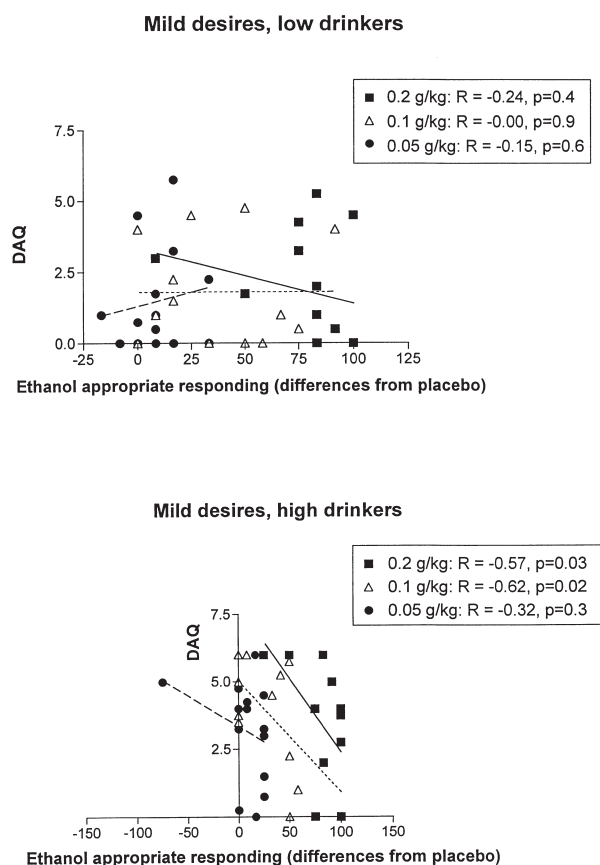 Mild desires, low drinkers
0.2 g/kg: R = -0.24, p=0.4
0.1 g/kg: R = -0.00, p=0.9
0.05 g/kg: R = -0.15, p=0.6
7.5
5.0
2.5
0.0
DAQ
-25 0 25 50 75 100 125
Ethanol appropriate responding (differences from placebo)
Mild desires, high drinkers
0.2 g/kg: R = -0.57, p=0.03
0.1 g/kg: R = -0.62, p=0.02
0.05 g/kg: R = -0.32, p=0.3
7.5
DAQ
5.0
2.5
-150 -100 -50 0 50 100 150
Ethanol appropriate responding (differences from placebo)